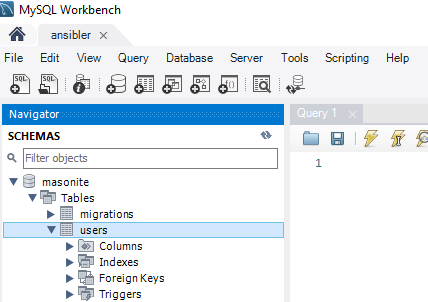 MySQL Workbench
ansibler
File Edit View Query Database Server Tools Scripting Help
SQL SQL
Navigator
SCHEMAS
Filter objects
masonite
Tables
migrations
users
Columns
Indexes
Foreign Keys
Triggers
Query 1
1